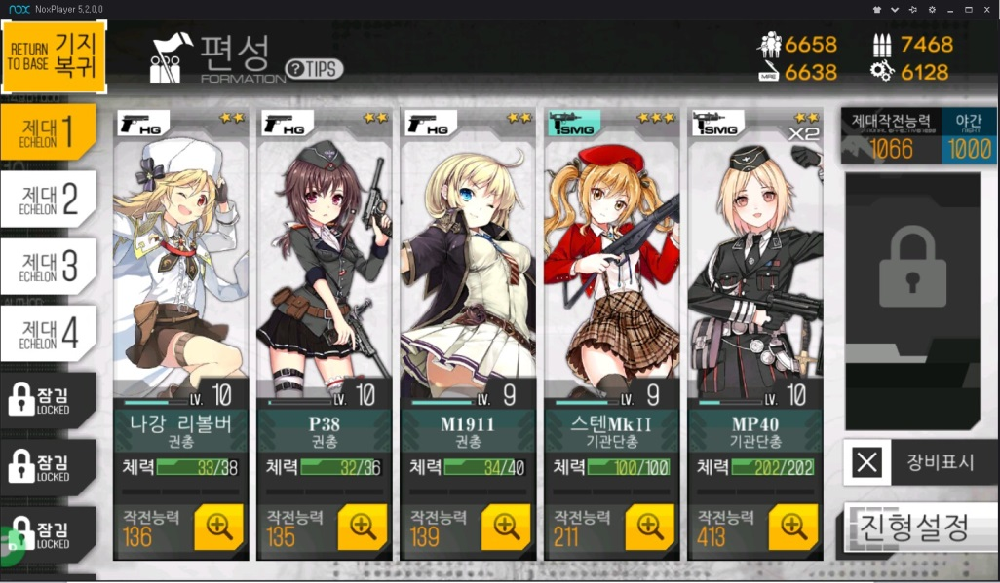 nox NoxPlayer 5,2,0,0
RETURN TO BASE
기지 복귀
편성
FORMATION
? TIPS
6658
7468
MRE
6638
6128
제대 1
ECHELON
제대 2
ECHELON
제대 3
ECHELON
제대 4
ECHELON
잠김
LOCKED
잠김
LOCKED
잠김
LOCKED
HG
나강 리볼버
LV. 10
권총
체력 33/38
작전능력
136
HG
LV. 10
P38
권총
체력 32/36
작전능력
135
HG
LV. 9
M1911
권총
체력 34/40
작전능력
139
SMG
LV. 9
스텐MkII
기관단총
체력 100/100
작전능력
211
SMG
X2
LV. 10
MP40
기관단총
체력 202/202
작전능력
413
제대작전능력
1066
야간
NIGHT
1000
장비표시
진형설정